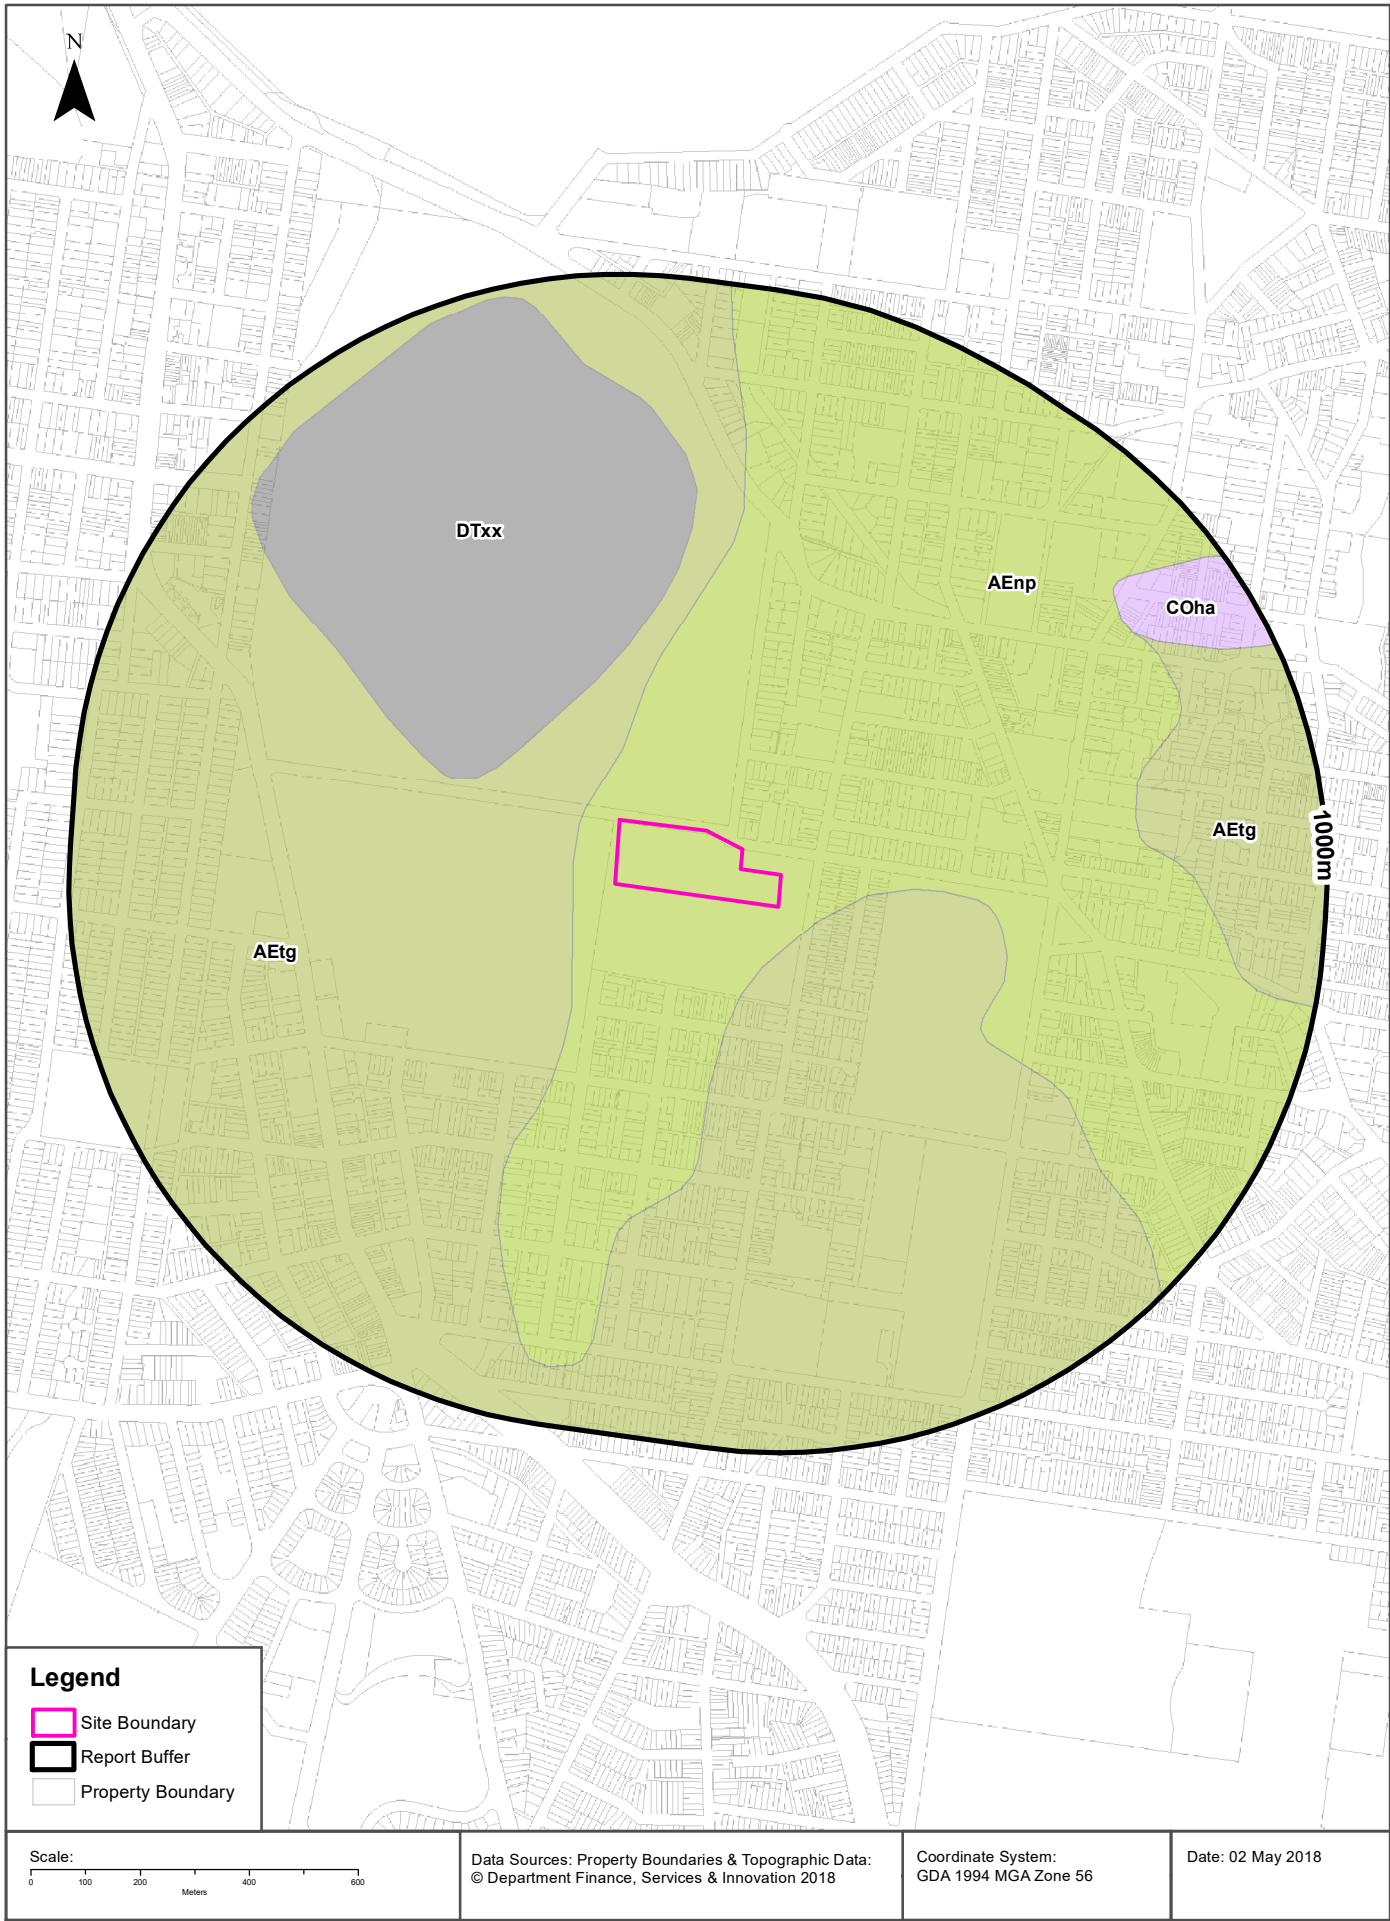 N
DTxx
AEnp
COha
AEtg
1000m
AEtg
Legend
Site Boundary
Report Buffer
Property Boundary
Scale:
0 100 200 400 600
Meters
Data Sources: Property Boundaries & Topographic Data:
© Department Finance, Services & Innovation 2018
Coordinate System:
GDA 1994 MGA Zone 56
Date: 02 May 2018